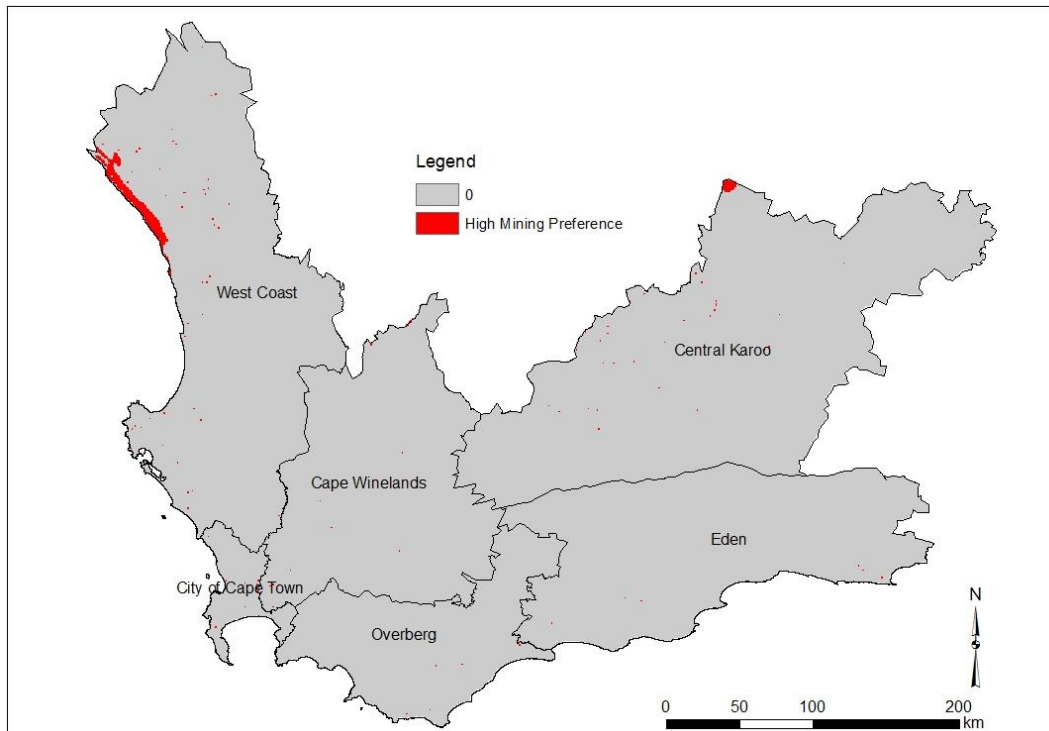 Legend
0
High Mining Preference
West Coast
Central Karoo
Cape Winelands
Eden
City of Cape Town
Overberg
N
0 50 100 200
km